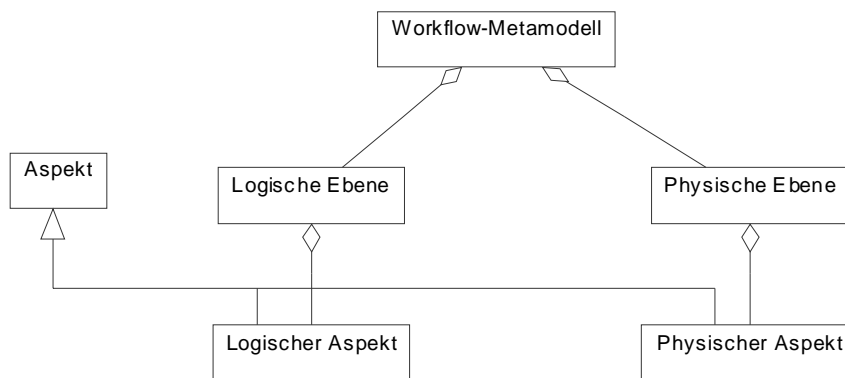 Workflow-Metamodell
Aspekt
Logische Ebene
Physische Ebene
Logischer Aspekt
Physischer Aspekt